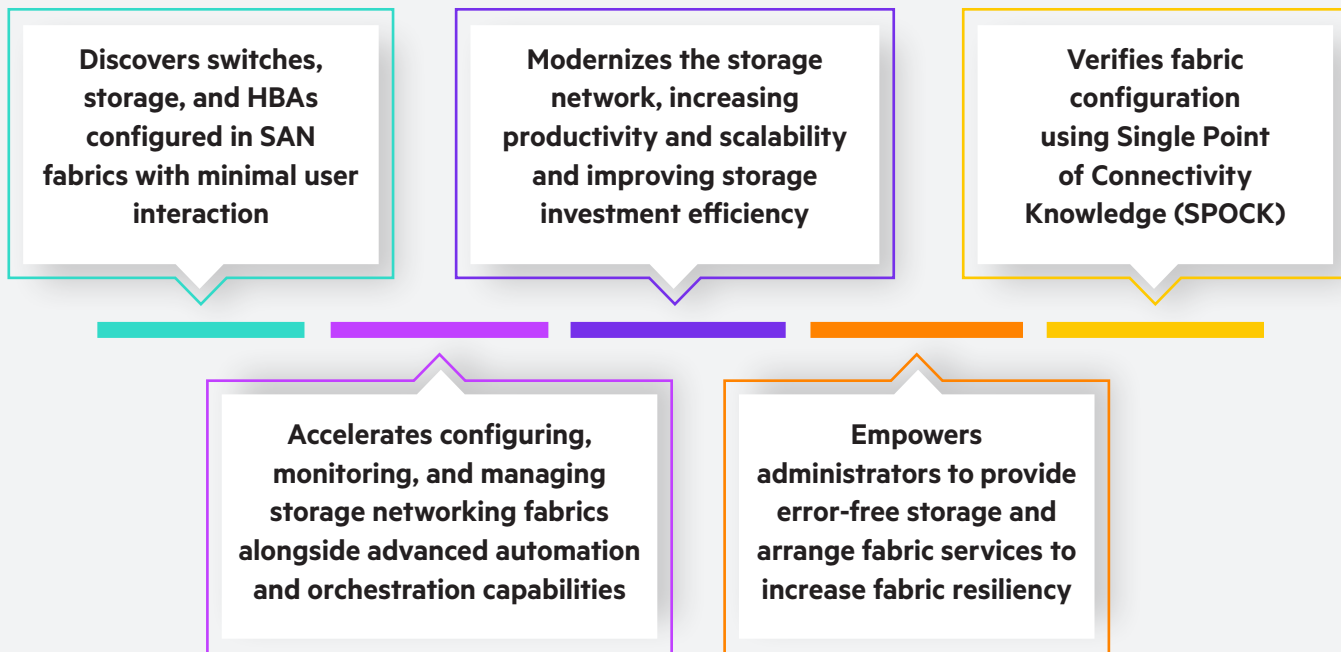 Discovers switches,
storage, and HBAs
configured in SAN
fabrics with minimal user
interaction
Modernizes the storage
network, increasing
productivity and scalability
and improving storage
investment efficiency
Verifies fabric
configuration
using Single Point
of Connectivity
Knowledge (SPOCK)
Accelerates configuring,
monitoring, and managing
storage networking fabrics
alongside advanced automation
and orchestration capabilities
Empowers
administrators to provide
error-free storage and
arrange fabric services to
increase fabric resiliency